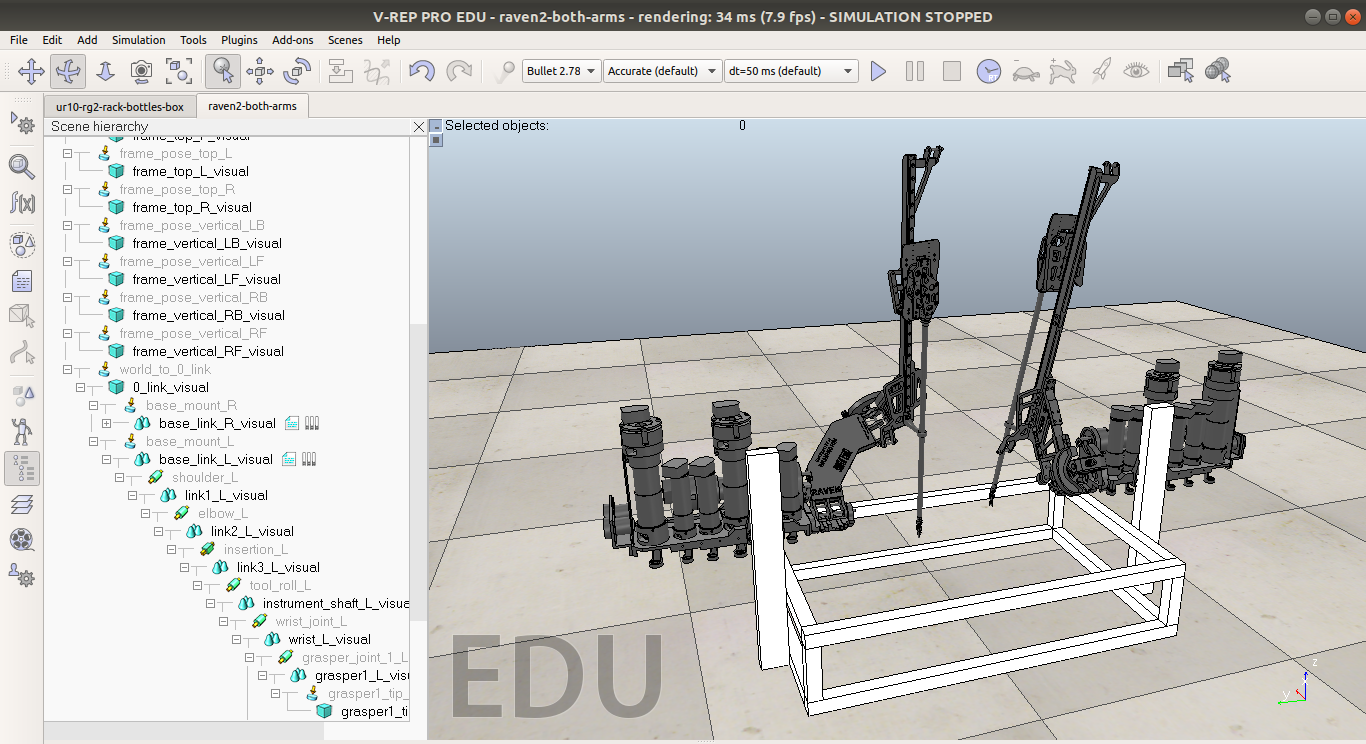 V-REP PRO EDU - raven2-both-arms - rendering: 34 ms (7.9 fps) - SIMULATION STOPPED
File Edit Add Simulation Tools Plugins Add-ons Scenes Help
Bullet 2.78 Accurate (default) dt=50 ms (default)
ur10-rg2-rack-bottles-box raven2-both-arms
Scene hierarchy
Selected objects: 0
f(x)
frame_pose_top_L
frame_top_L_visual
frame_pose_top_R
frame_top_R_visual
frame_pose_vertical_LB
frame_vertical_LB_visual
frame_pose_vertical_LF
frame_vertical_LF_visual
frame_pose_vertical_RB
frame_vertical_RB_visual
frame_pose_vertical_RF
frame_vertical_RF_visual
world_to_0_link
0_link_visual
base_mount_R
base_link_R_visual
base_mount_L
base_link_L_visual
shoulder_L
link1_L_visual
elbow_L
link2_L_visual
insertion_L
link3_L_visual
tool_roll_L
instrument_shaft_L_visua
wrist_joint_L
wrist_L_visual
grasper_joint_1_L
grasper1_L_visu
grasper1_tip_
grasper1_ti
RAVEN
EDU
z
y